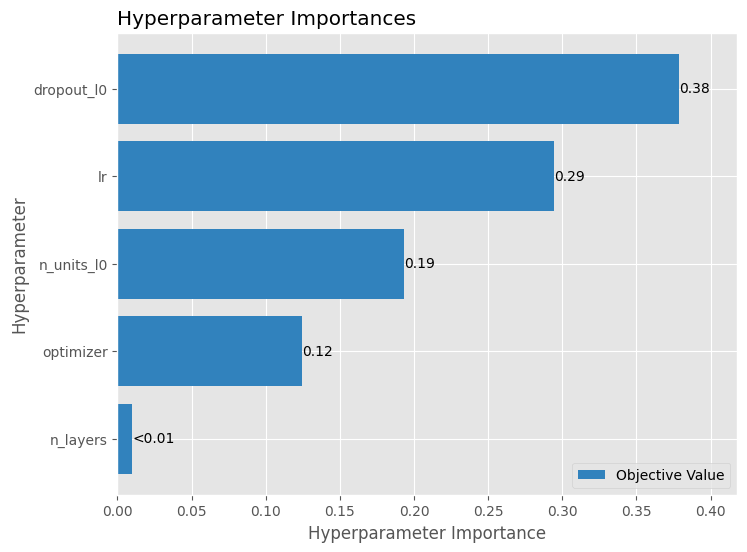 Hyperparameter Importances
Hyperparameter
dropout_l0
0.38
lr
0.29
n_units_l0
0.19
optimizer
0.12
n_layers
<0.01
Objective Value
0.00 0.05 0.10 0.15 0.20 0.25 0.30 0.35 0.40
Hyperparameter Importance